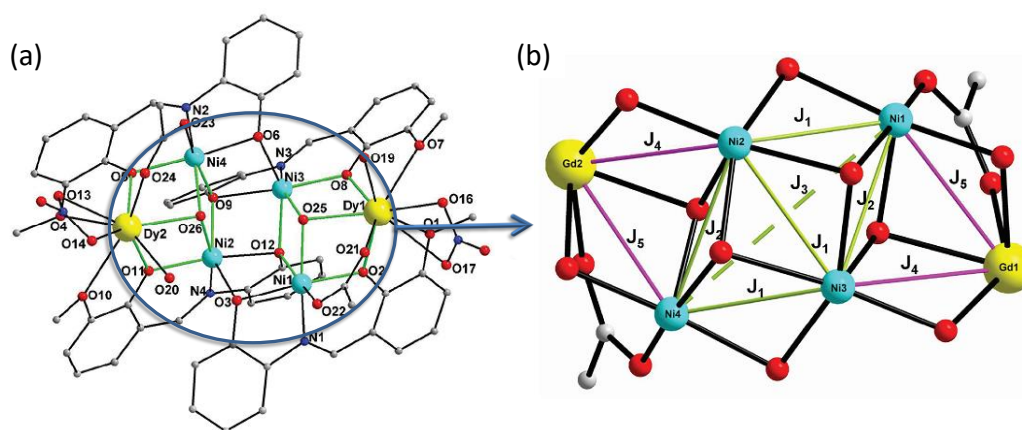 (a)
(b)
N2
O23
O6
Ni4
N3
O19
O7
O24
O13
O4
O14
Dy2
O9
Ni3
O8
O25
Dy1
O16
O1
O26
O17
O12
O21
O11
Ni2
Ni1
O2
O10
O20
N4
O3
O22
N1
Gd2
J4
Ni2
J1
Ni1
J5
J2
J3
J2
J1
J5
Ni4
J1
Ni3
J4
Gd1